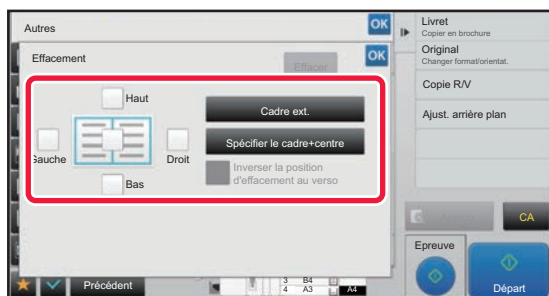 Autres
OK
Effacement
OK
Effacer
Haut
Gauche
Droit
Bas
Cadre ext.
Spécifier le cadre+centre
Inverser la position
d'effacement au verso
Précédent
3 B4
4 A3
A4
Livret
Copier en brochure
Original
Changer format/orientat.
Copie R/V
Ajust. arrière plan
CA
Epreuve
Départ